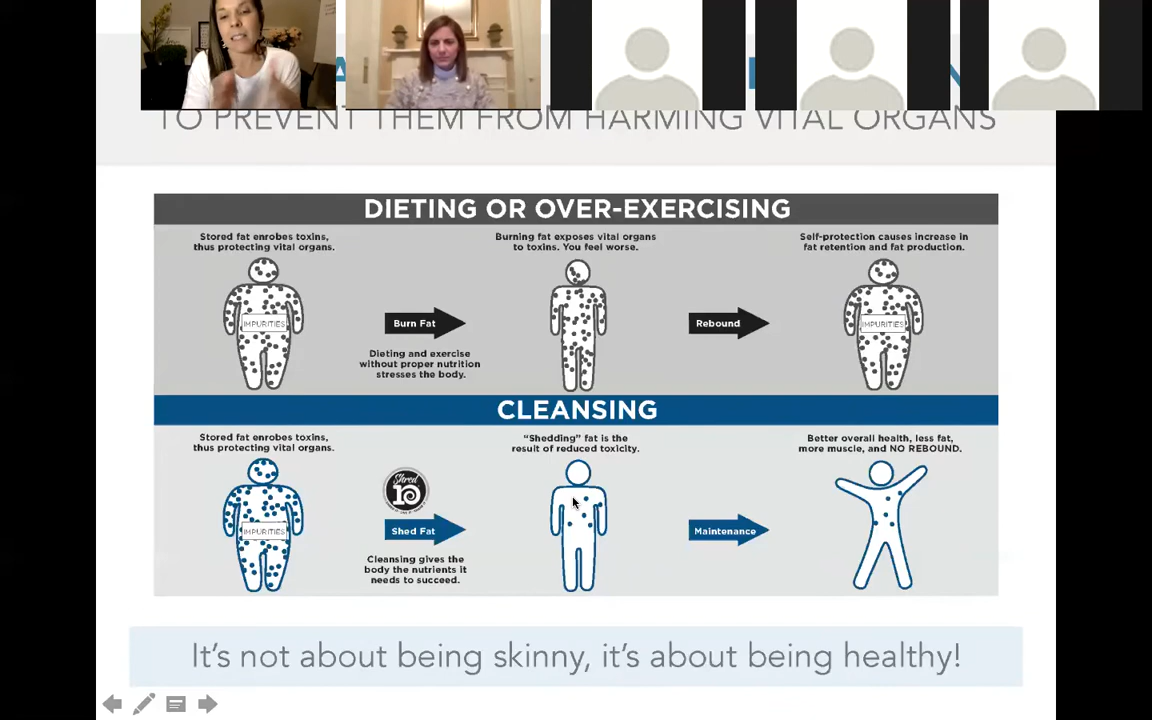 TO PREVENT THEM FROM HARMING VITAL ORGANS
DIETING OR OVER-EXERCISING
Stored fat enrobes toxins,
thus protecting vital organs.
Burning fat exposes vital organs
to toxins. You feel worse.
Self-protection causes increase in
fat retention and fat production.
IMPURITIES
Burn Fat
Rebound
IMPURITIES
Dieting and exercise
without proper nutrition
stresses the body.
CLEANSING
Stored fat enrobes toxins,
thus protecting vital organs.
“Shedding” fat is the
result of reduced toxicity.
Better overall health, less fat,
more muscle, and NO REBOUND.
Shred
10
IMPURITIES
Shed Fat
Maintenance
Cleansing gives the
body the nutrients it
needs to succeed.
It's not about being skinny, it's about being healthy!